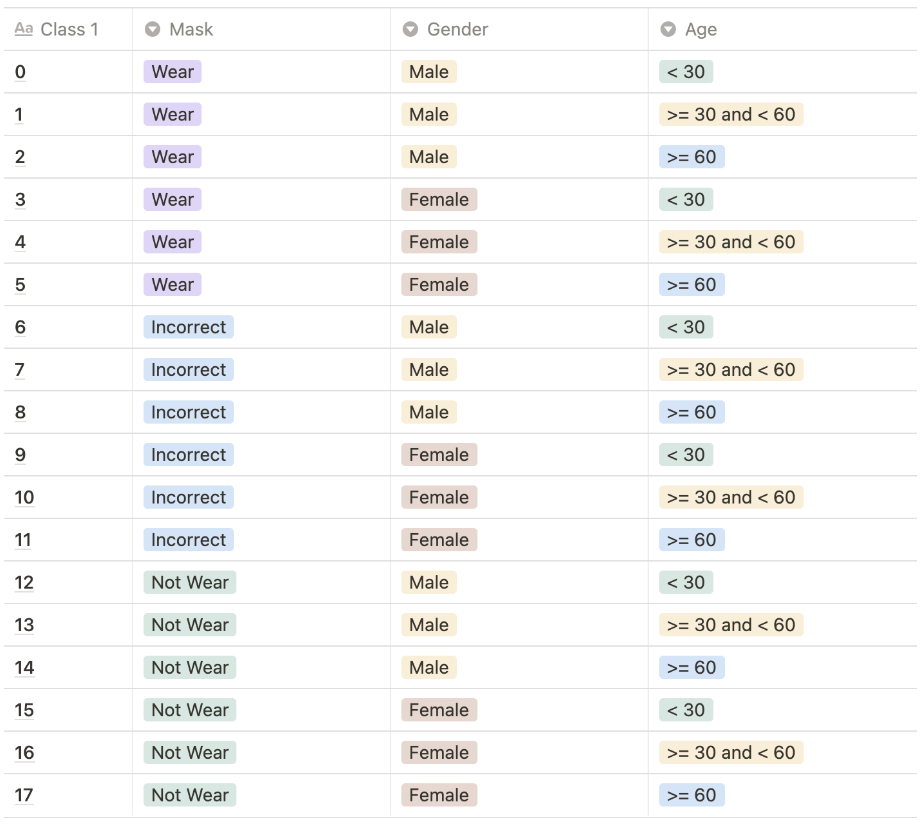 Aa Class 1 Mask Gender Age
0 Wear Male < 30
1 Wear Male >= 30 and < 60
2 Wear Male >= 60
3 Wear Female < 30
4 Wear Female >= 30 and < 60
5 Wear Female >= 60
6 Incorrect Male < 30
7 Incorrect Male >= 30 and < 60
8 Incorrect Male >= 60
9 Incorrect Female < 30
10 Incorrect Female >= 30 and < 60
11 Incorrect Female >= 60
12 Not Wear Male < 30
13 Not Wear Male >= 30 and < 60
14 Not Wear Male >= 60
15 Not Wear Female < 30
16 Not Wear Female >= 30 and < 60
17 Not Wear Female >= 60